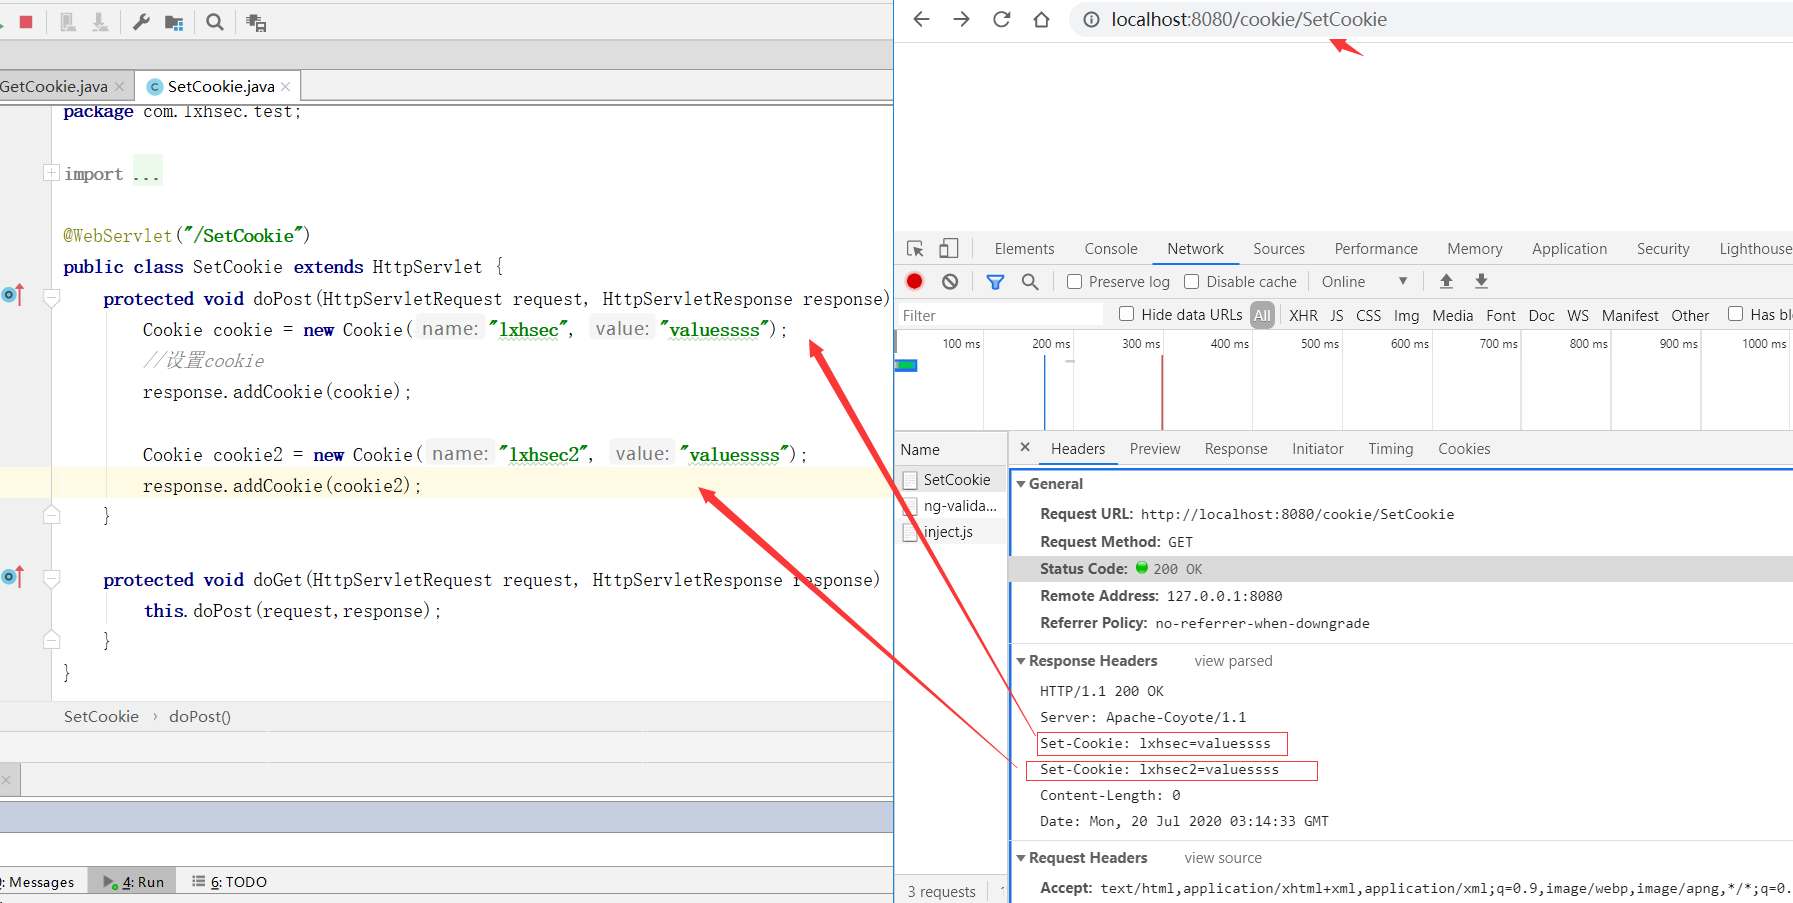 GetCookie.java
SetCookie.java
package com.lxhsec.test;
import ...
@WebServlet("/SetCookie")
public class SetCookie extends HttpServlet {
protected void doPost(HttpServletRequest request, HttpServletResponse response)
Cookie cookie = new Cookie( name: "lxhsec", value: "valuessss");
//设置cookie
response.addCookie(cookie);
Cookie cookie2 = new Cookie( name: "lxhsec2", value: "valuessss");
response.addCookie(cookie2);
}
protected void doGet(HttpServletRequest request, HttpServletResponse response)
this.doPost(request,response);
}
}
SetCookie › doPost()
: Messages
4: Run
6: TODO
localhost:8080/cookie/SetCookie
Elements Console Network Sources Performance Memory Application Security Lighthouse
Preserve log Disable cache Online
Filter Hide data URLs All XHR JS CSS Img Media Font Doc WS Manifest Other Has bl
100 ms 200 ms 300 ms 400 ms 500 ms 600 ms 700 ms 800 ms 900 ms 1000 ms
Name
SetCookie
ng-valida...
inject.js
3 requests
Headers Preview Response Initiator Timing Cookies
General
Request URL: http://localhost:8080/cookie/SetCookie
Request Method: GET
Status Code: 200 OK
Remote Address: 127.0.0.1:8080
Referrer Policy: no-referrer-when-downgrade
Response Headers view parsed
HTTP/1.1 200 OK
Server: Apache-Coyote/1.1
Set-Cookie: lxhsec=valuessss
Set-Cookie: lxhsec2=valuessss
Content-Length: 0
Date: Mon, 20 Jul 2020 03:14:33 GMT
Request Headers view source
Accept: text/html,application/xhtml+xml,application/xml;q=0.9,image/webp,image/apng,*/*;q=0.